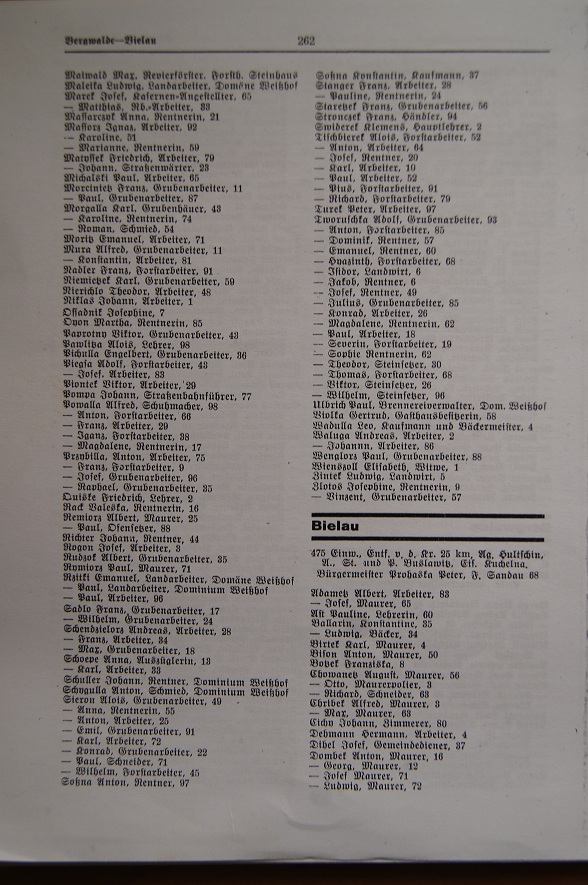 Bergwalde—Bielau
262
Maiwald Max, Revierförster, Forsth. Steinhaus
Maleika Ludwig, Landarbeiter, Domäne Weißhof
Marek Josef, Kasernen-Angestellter, 65
— Matthias, Rb.-Arbeiter, 33
Massarczyk Anna, Rentnerin, 21
Massors Ignaz, Arbeiter, 92
— Karoline, 51
— Marianne, Rentnerin, 59
Matussek Friedrich, Arbeiter, 79
— Johann, Straßenwärter, 23
Michalski Paul, Arbeiter, 65
Morcinietz Franz, Grubenarbeiter, 11
— Paul, Grubenarbeiter, 67
Morgalla Karl, Grubenhäuer, 43
— Karoline, Rentnerin, 74
— Roman, Schmied, 54
Moritz Emanuel, Arbeiter, 71
Mura Alfred, Grubenarbeiter, 11
— Konstantin, Arbeiter, 81
Nadler Franz, Forstarbeiter, 91
Niemietzek Karl, Grubenarbeiter, 59
Nierichlo Theodor, Arbeiter, 48
Niklas Johann, Arbeiter, 1
Ossadnik Josephine, 7
Oyon Martha, Rentnerin, 85
Paprotny Viktor, Grubenarbeiter, 43
Pawlitza Alois, Lehrer, 98
Pichulla Engelbert, Grubenarbeiter, 36
Piegsa Adolf, Forstarbeiter, 43
— Josef, Arbeiter, 83
Piontek Viktor, Arbeiter, 29
Pompa Johann, Straßenbahnführer, 77
Powalla Alfred, Schuhmacher, 98
— Anton, Forstarbeiter, 66
— Franz, Arbeiter, 29
— Iganz, Forstarbeiter, 38
— Magdalene, Rentnerin, 17
Przybilla, Anton, Arbeiter, 75
— Franz, Forstarbeiter, 9
— Josef, Grubenarbeiter, 96
— Raphael, Grubenarbeiter, 35
Quiske Friedrich, Lehrer, 2
Rack Valeska, Rentnerin, 16
Remiorz Albert, Maurer, 25
— Paul, Ofensetzer, 88
Richter Johann, Rentner, 44
Rogon Josef, Arbeiter, 3
Rudzok Albert, Grubenarbeiter, 35
Rymiorz Paul, Maurer, 71
Rzitki Emanuel, Landarbeiter, Domäne Weißhof
— Paul, Landarbeiter, Dominium Weißhof
— Paul, Arbeiter, 96
Sadlo Franz, Grubenarbeiter, 17
— Wilhelm, Grubenarbeiter, 24
Schendzielorz Andreas, Arbeiter, 28
— Franz, Arbeiter, 34
— Max, Grubenarbeiter, 18
Schoepe Anna, Auszüglerin, 13
— Karl, Arbeiter, 33
Schuller Johann, Rentner, Dominium Weißhof
Schygulla Anton, Schmied, Dominium Weißhof
Sieron Alois, Grubenarbeiter, 49
— Anna, Rentnerin, 55
— Anton, Arbeiter, 25
— Emil, Grubenarbeiter, 91
— Karl, Arbeiter, 72
— Konrad, Grubenarbeiter, 22
— Paul, Schneider, 71
— Wilhelm, Forstarbeiter, 45
Sohna Anton, Rentner, 97
Sohna Konstantin, Kaufmann, 37
Stanger Franz, Arbeiter, 28
— Pauline, Rentnerin, 24
Starebek Franz, Grubenarbeiter, 56
Stronczek Franz, Händler, 94
Swiderek Klemens, Hauptlehrer, 2
Tischbierek Alois, Forstarbeiter, 52
— Anton, Arbeiter, 64
— Josef, Rentner, 20
— Karl, Arbeiter, 10
— Paul, Arbeiter, 52
— Pius, Forstarbeiter, 91
— Richard, Forstarbeiter, 79
Turek Peter, Arbeiter, 97
Tworuschka Adolf, Grubenarbeiter, 93
— Anton, Forstarbeiter, 85
— Dominik, Rentner, 57
— Emanuel, Rentner, 60
— Hyazinth, Forstarbeiter, 68
— Isidor, Landwirt, 6
— Jakob, Rentner, 6
— Josef, Rentner, 49
— Julius, Grubenarbeiter, 85
— Konrad, Arbeiter, 26
— Magdalene, Rentnerin, 62
— Paul, Arbeiter, 18
— Severin, Forstarbeiter, 19
— Sophie Rentnerin, 62
— Theodor, Steinsetzer, 30
— Thomas, Forstarbeiter, 68
— Viktor, Steinsetzer, 26
— Wilhelm, Steinsetzer, 96
Ulbrich Paul, Brennereiverwalter, Dom. Weißhof
Violka Gertrud, Gasthausbesitzerin, 58
Wadulla Leo, Kaufmann und Bäckermeister, 4
Waluga Andreas, Arbeiter, 2
— Johannn, Arbeiter, 86
Wenglorz Paul, Grubenarbeiter, 88
Wienszoll Elisabeth, Witwe, 1
Zintek Ludwig, Landwirt, 5
Zlotos Josephine, Rentnerin, 9
— Vinzent, Grubenarbeiter, 57
Bielau
475 Einw., Entf. v. d. Kr. 25 km, Ag. Hultschin,
A., St. und P. Buslawitz, Eis. Kuchelna.
Bürgermeister Prohaska Peter, F. Sandau 68
Adametz Albert, Arbeiter, 83
— Josef, Maurer, 65
Ast Pauline, Lehrerin, 60
Ballarin, Konstantine, 35
— Ludwig, Bäcker, 34
Birtek Karl, Maurer, 4
Bison Anton, Maurer, 50
Bobek Franziska, 8
Chowanetz August, Maurer, 56
— Otto, Maurerpolier, 3
— Richard, Schneider, 63
Chribek Alfred, Maurer, 3
— Max, Maurer, 63
Cichy Johann, Zimmerer, 80
Dehmann Hermann, Arbeiter, 4
Dibel Josef, Gemeindediener, 37
Dombek Anton, Maurer, 16
— Georg, Maurer, 12
— Josef Maurer, 71
— Ludwig, Maurer, 72